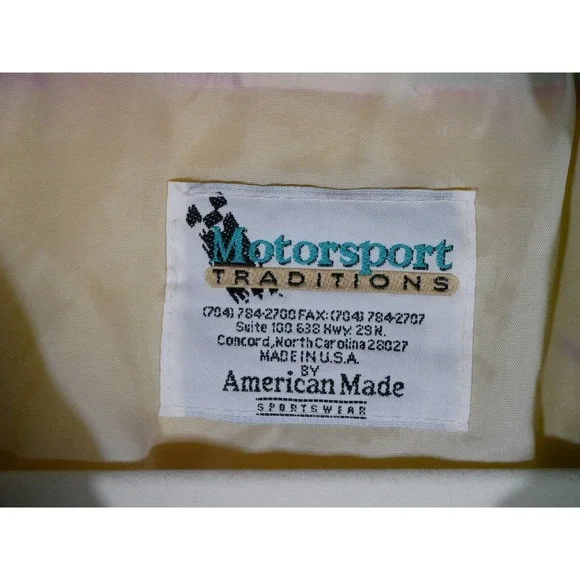 Motorsport
TRADITIONS
(704) 784-2700 FAX: (704) 784-2707
Suite 100 638 Hwy. 29N.
Concord, North Carolina 28027
MADE IN U.S.A.
BY
American Made
SPORTSWEAR